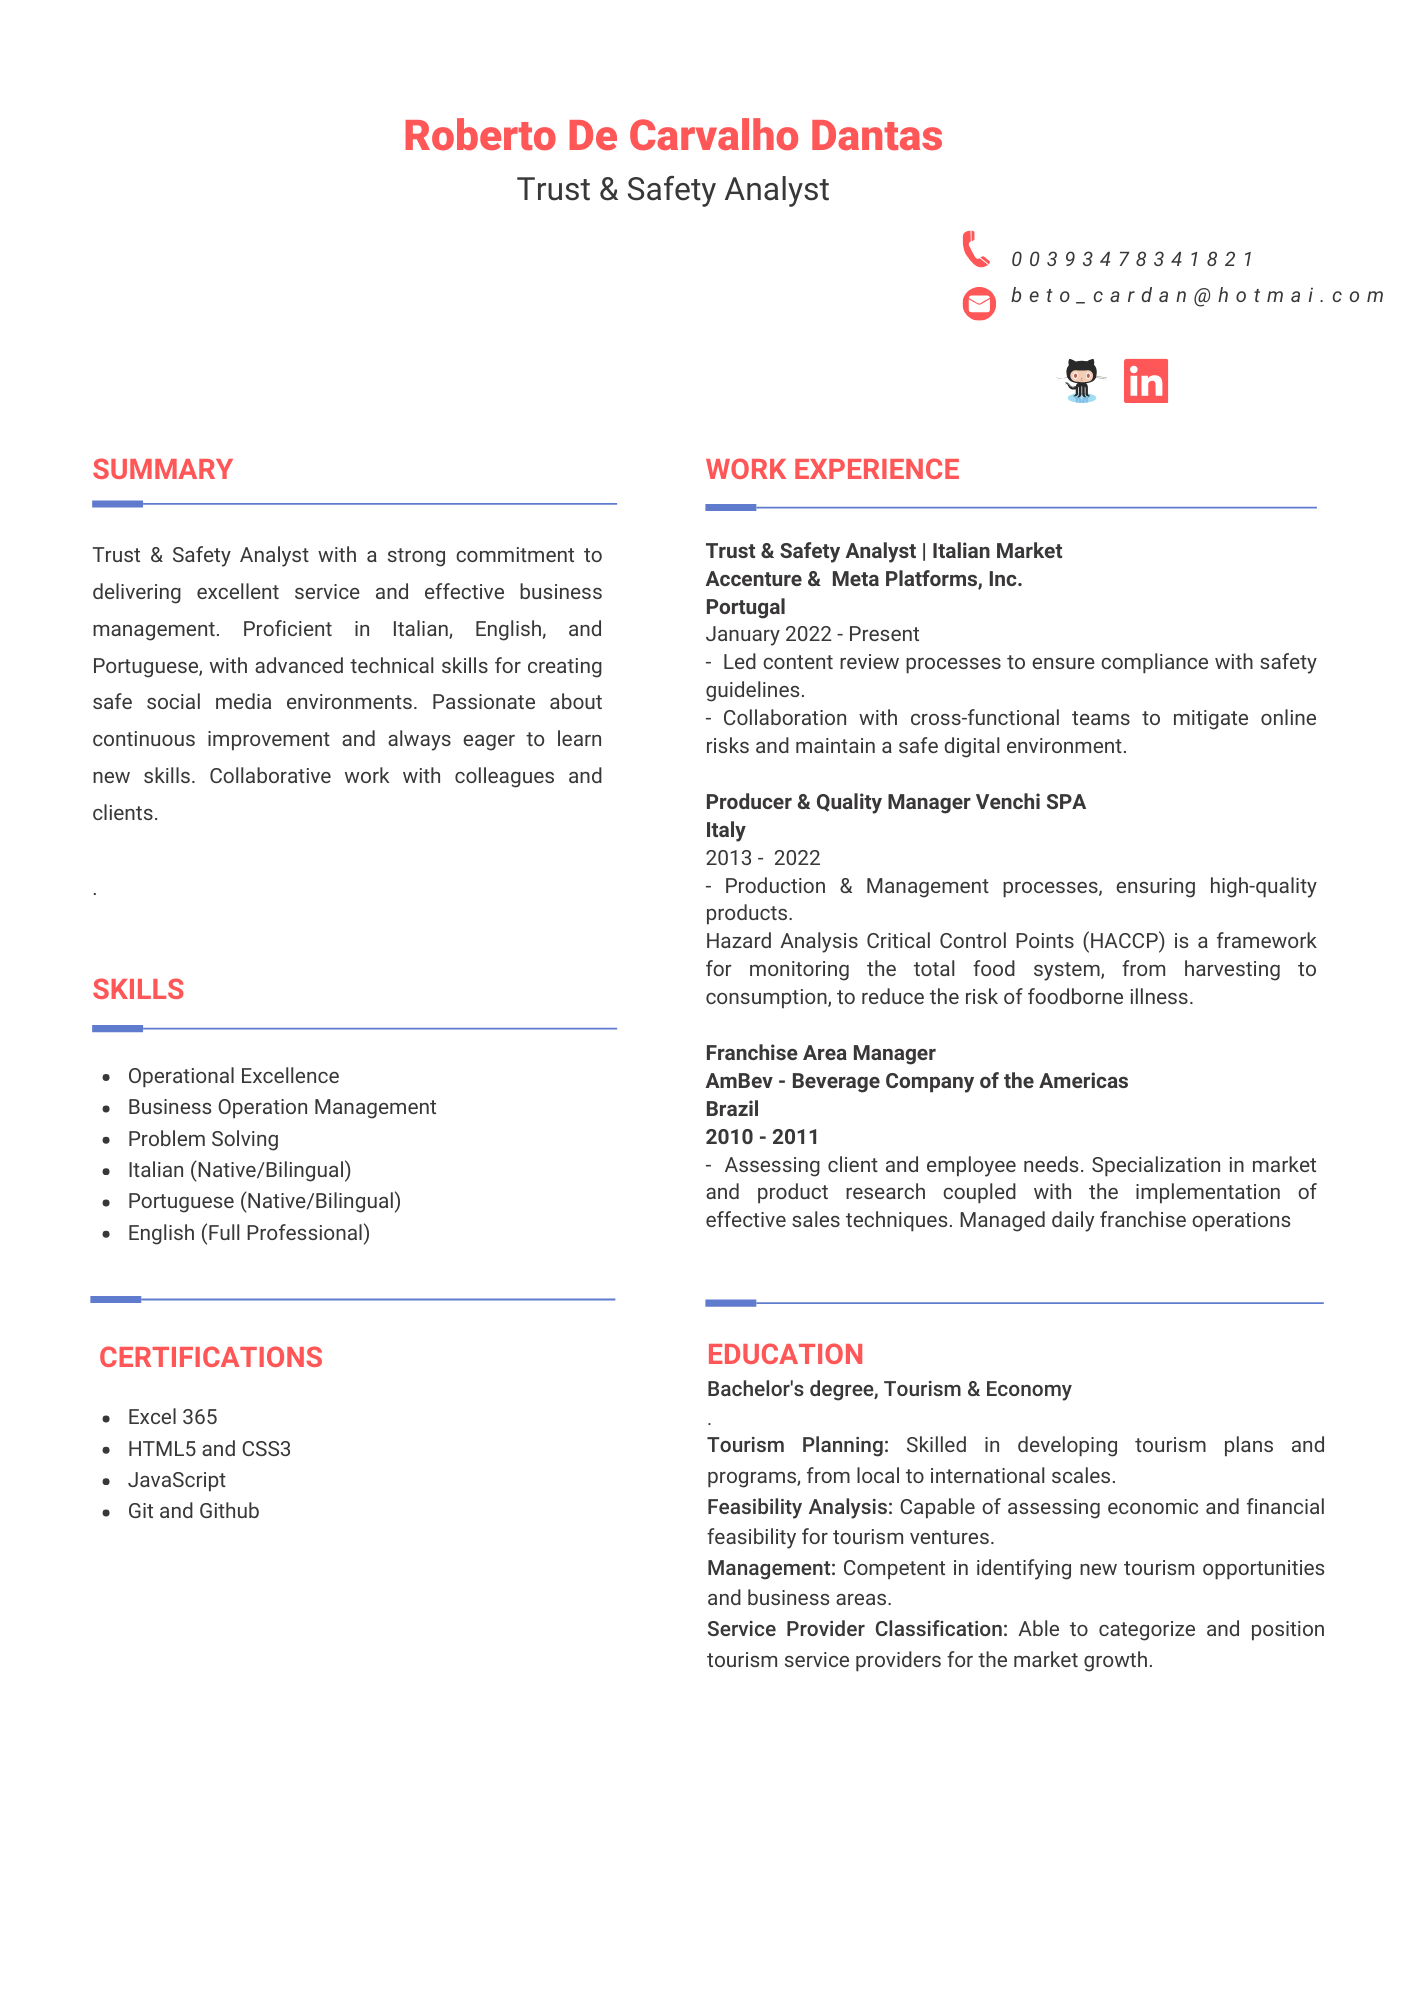 Roberto De Carvalho Dantas
Trust & Safety Analyst
00393478341821
beto_cardan@hotmai.com
in
SUMMARY
Trust & Safety Analyst with a strong commitment to
delivering excellent service and effective business
management. Proficient in Italian, English, and
Portuguese, with advanced technical skills for creating
safe social media environments. Passionate about
continuous improvement and always eager to learn
new skills. Collaborative work with colleagues and
clients.
.
SKILLS
• Operational Excellence
• Business Operation Management
• Problem Solving
• Italian (Native/Bilingual)
• Portuguese (Native/Bilingual)
• English (Full Professional)
CERTIFICATIONS
• Excel 365
• HTML5 and CSS3
• JavaScript
• Git and Github
WORK EXPERIENCE
Trust & Safety Analyst | Italian Market
Accenture & Meta Platforms, Inc.
Portugal
January 2022 - Present
- Led content review processes to ensure compliance with safety
guidelines.
- Collaboration with cross-functional teams to mitigate online
risks and maintain a safe digital environment.
Producer & Quality Manager Venchi SPA
Italy
2013 - 2022
- Production & Management processes, ensuring high-quality
products.
Hazard Analysis Critical Control Points (HACCP) is a framework
for monitoring the total food system, from harvesting to
consumption, to reduce the risk of foodborne illness.
Franchise Area Manager
AmBev - Beverage Company of the Americas
Brazil
2010 - 2011
- Assessing client and employee needs. Specialization in market
and product research coupled with the implementation of
effective sales techniques. Managed daily franchise operations
EDUCATION
Bachelor's degree, Tourism & Economy
.
Tourism Planning: Skilled in developing tourism plans and
programs, from local to international scales.
Feasibility Analysis: Capable of assessing economic and financial
feasibility for tourism ventures.
Management: Competent in identifying new tourism opportunities
and business areas.
Service Provider Classification: Able to categorize and position
tourism service providers for the market growth.